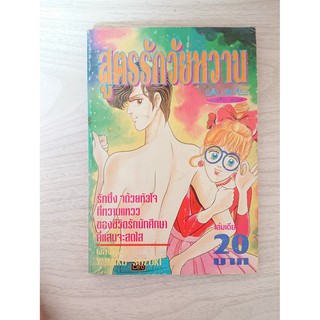 สูตรรักวัยหวาน
รักซึ้ง ๆ ด้วยหัวใจ
ที่หวานแหวว
ของชีวิตรักนักศึกษา
ที่แสนจะสดใส
เล่มเดียว
20
บาท
SUZUKI